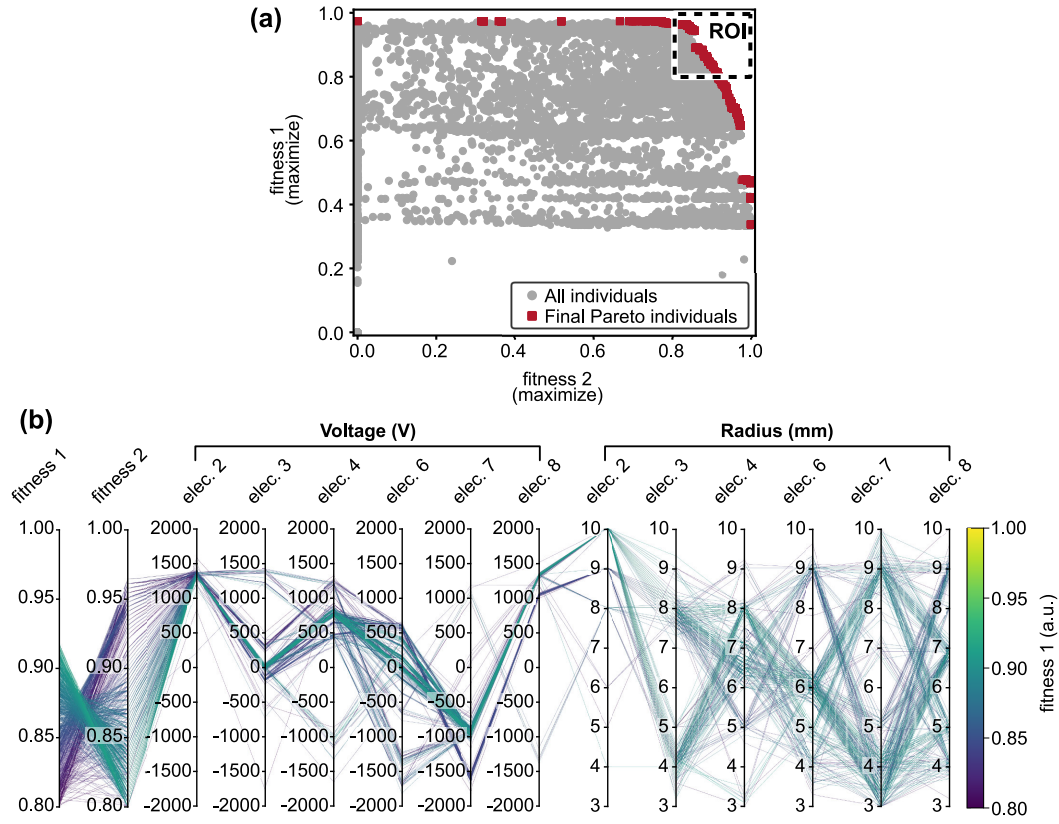 (a)
1.0
0.8
0.6
0.4
0.2
0.0
fitness 1
(maximize)
ROI
All individuals
Final Pareto individuals
0.0 0.2 0.4 0.6 0.8 1.0
fitness 2
(maximize)
(b)
Voltage (V) Radius (mm)
fitness 1 fitness 2 elec. 2 elec. 3 elec. 4 elec. 6 elec. 7 elec. 8 elec. 2 elec. 3 elec. 4 elec. 6 elec. 7 elec. 8
1.00 1.00 2000 2000 2000 2000 2000 2000 10 10 10 10 10 10 1.00
1500 1500 1500 1500 1500 1500
9 9 9 9 9 9
0.95 0.95 1000 1000 1000 1000 1000 1000 0.95
8 8 8 8 8 8
500 500 500 500 500 500
7 7 7 7 7 7
0.90 0.90 0 0 0 0 0 0 0.90
6 6 6 6 6 6
-500 -500 -500 -500 -500 -500
0.85 0.85 -1000 -1000 -1000 -1000 -1000 -1000 5 5 5 5 5 5 0.85
-1500 -1500 -1500 -1500 -1500 -1500 4 4 4 4 4 4
0.80 0.80 -2000 -2000 -2000 -2000 -2000 -2000 3 3 3 3 3 3 0.80
fitness 1 (a.u.)